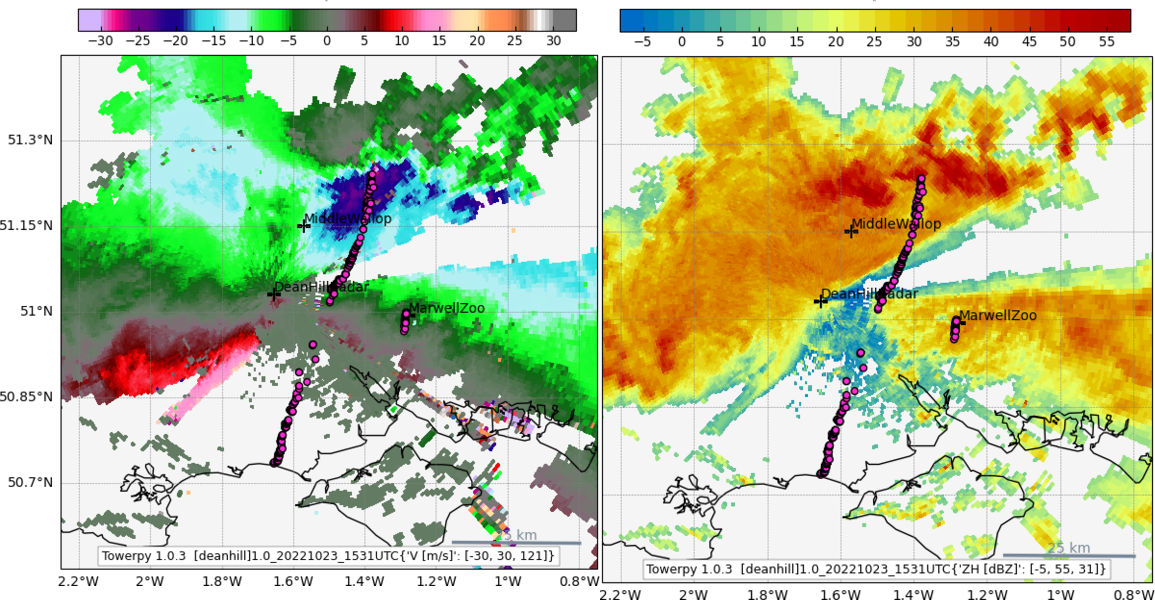 −30 −25 −20 −15 −10 −5 0 5 10 15 20 25 30
−5 0 5 10 15 20 25 30 35 40 45 50 55
51.3°N
51.15°N
51°N
50.85°N
50.7°N
MiddleWallop
DeanHillRadar
MarwellZoo
MiddleWallop
DeanHillRadar
MarwellZoo
25 km
25 km
Towerpy 1.0.3 [deanhill]1.0_20221023_1531UTC{'V [m/s]': [-30, 30, 121]}
Towerpy 1.0.3 [deanhill]1.0_20221023_1531UTC{'ZH [dBZ]': [-5, 55, 31]}
2.2°W 2°W 1.8°W 1.6°W 1.4°W 1.2°W 1°W 0.8°W
2.2°W 2°W 1.8°W 1.6°W 1.4°W 1.2°W 1°W 0.8°W